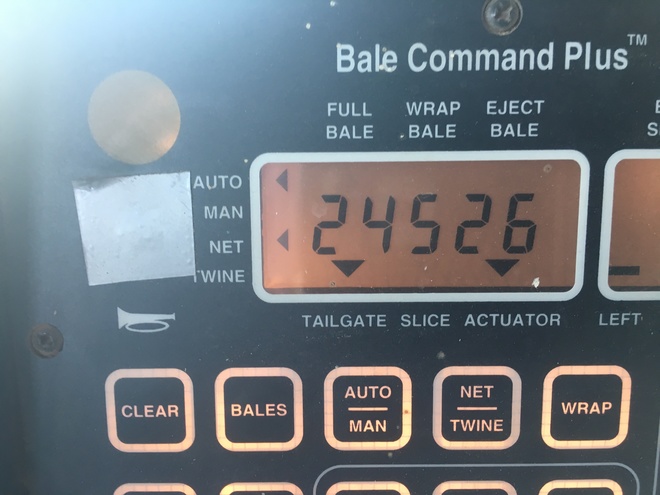 Bale Command Plus™
FULL BALE
WRAP BALE
EJECT BALE
AUTO
MAN
NET
TWINE
24526
TAILGATE SLICE ACTUATOR LEFT
CLEAR
BALES
AUTO
MAN
NET
TWINE
WRAP